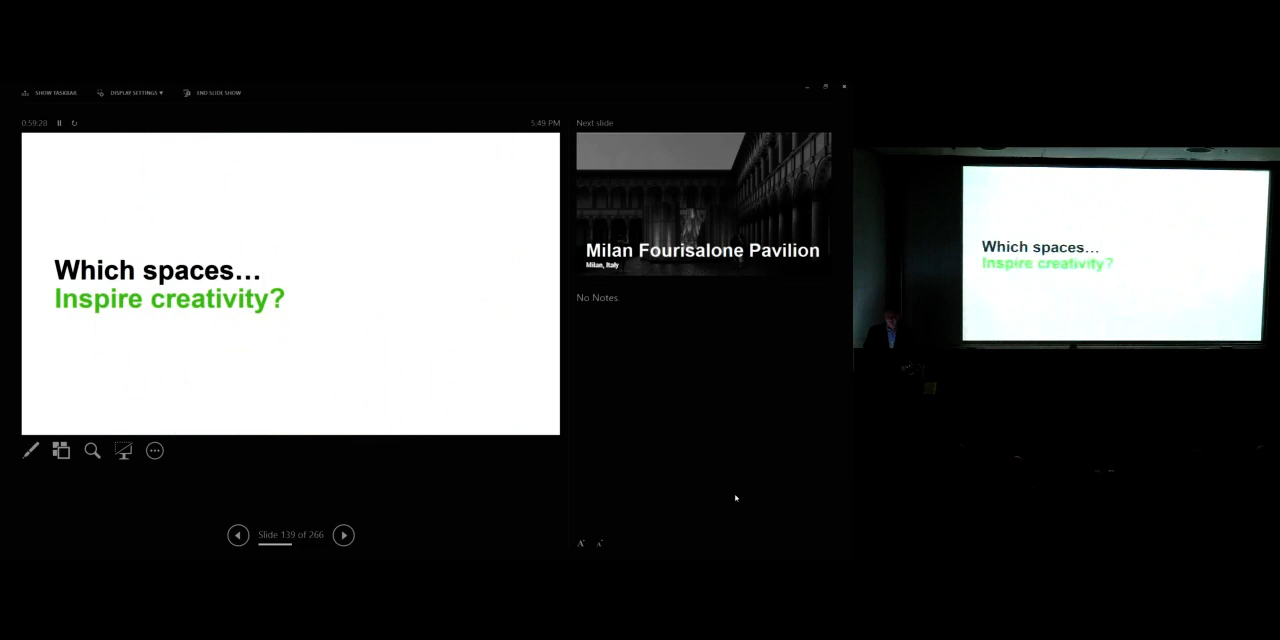 SHOW TASKBAR
DISPLAY SETTINGS ▼
END SLIDE SHOW
0:59:28
5:49 PM
Which spaces...
Inspire creativity?
Next slide
Milan Fourisalone Pavilion
Milan, Italy
No Notes.
Slide 139 of 266
A A
Which spaces...
Inspire creativity?